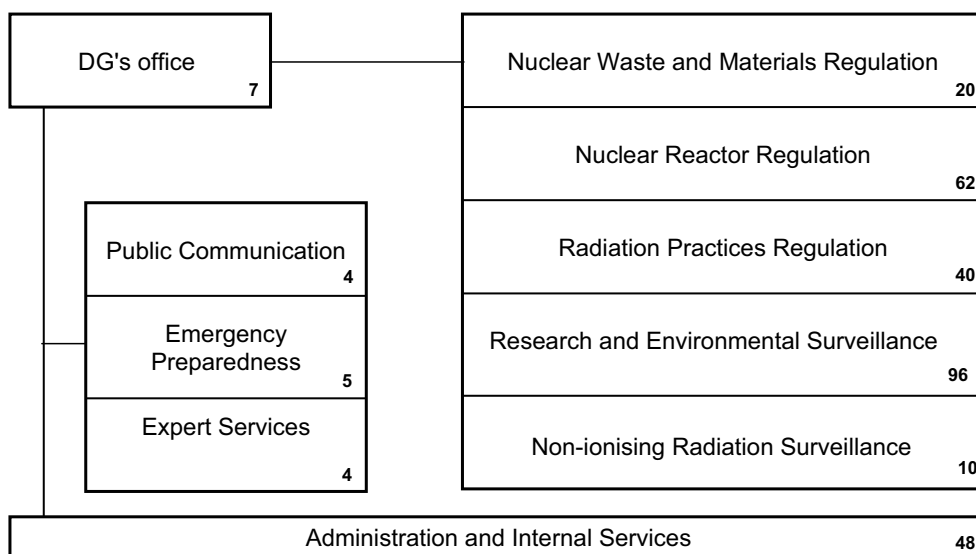 DG's office
7
Nuclear Waste and Materials Regulation
20
Nuclear Reactor Regulation
62
Radiation Practices Regulation
40
Research and Environmental Surveillance
96
Non-ionising Radiation Surveillance
10
Public Communication
4
Emergency
Preparedness
5
Expert Services
4
Administration and Internal Services
48